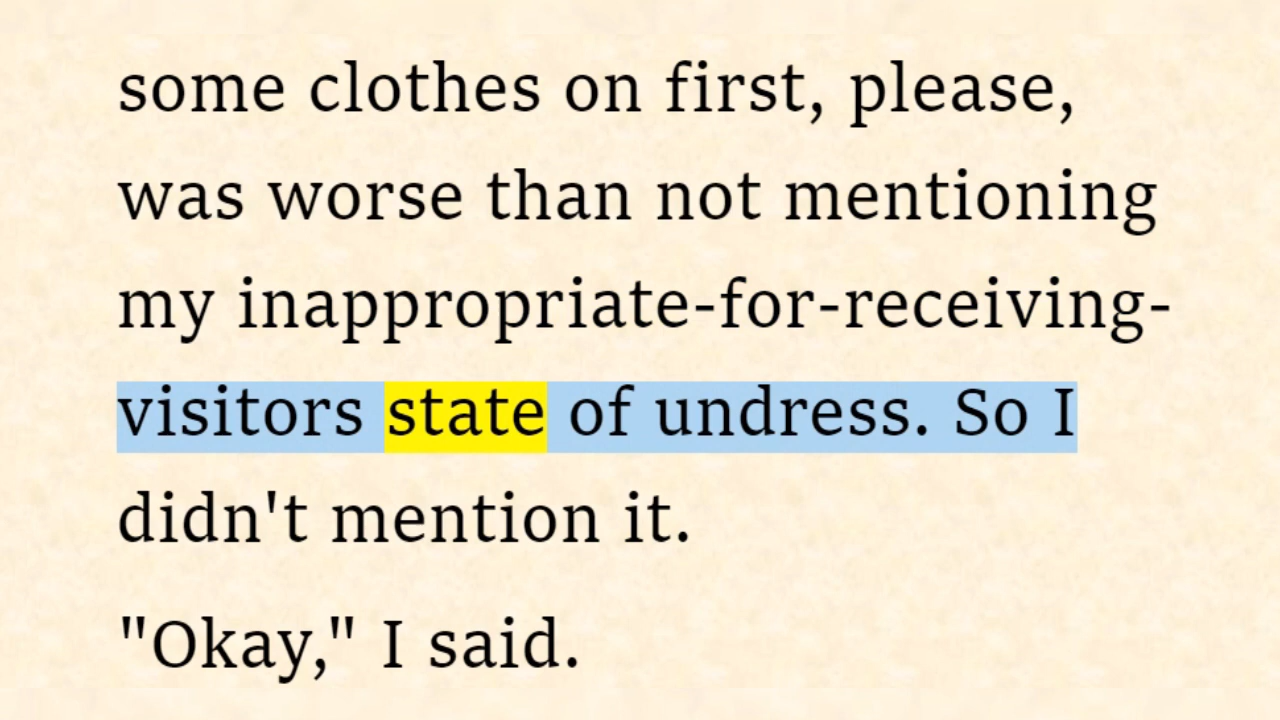 some clothes on first, please,
was worse than not mentioning
my inappropriate-for-receiving-
visitors state of undress. So I
didn't mention it.
"Okay," I said.